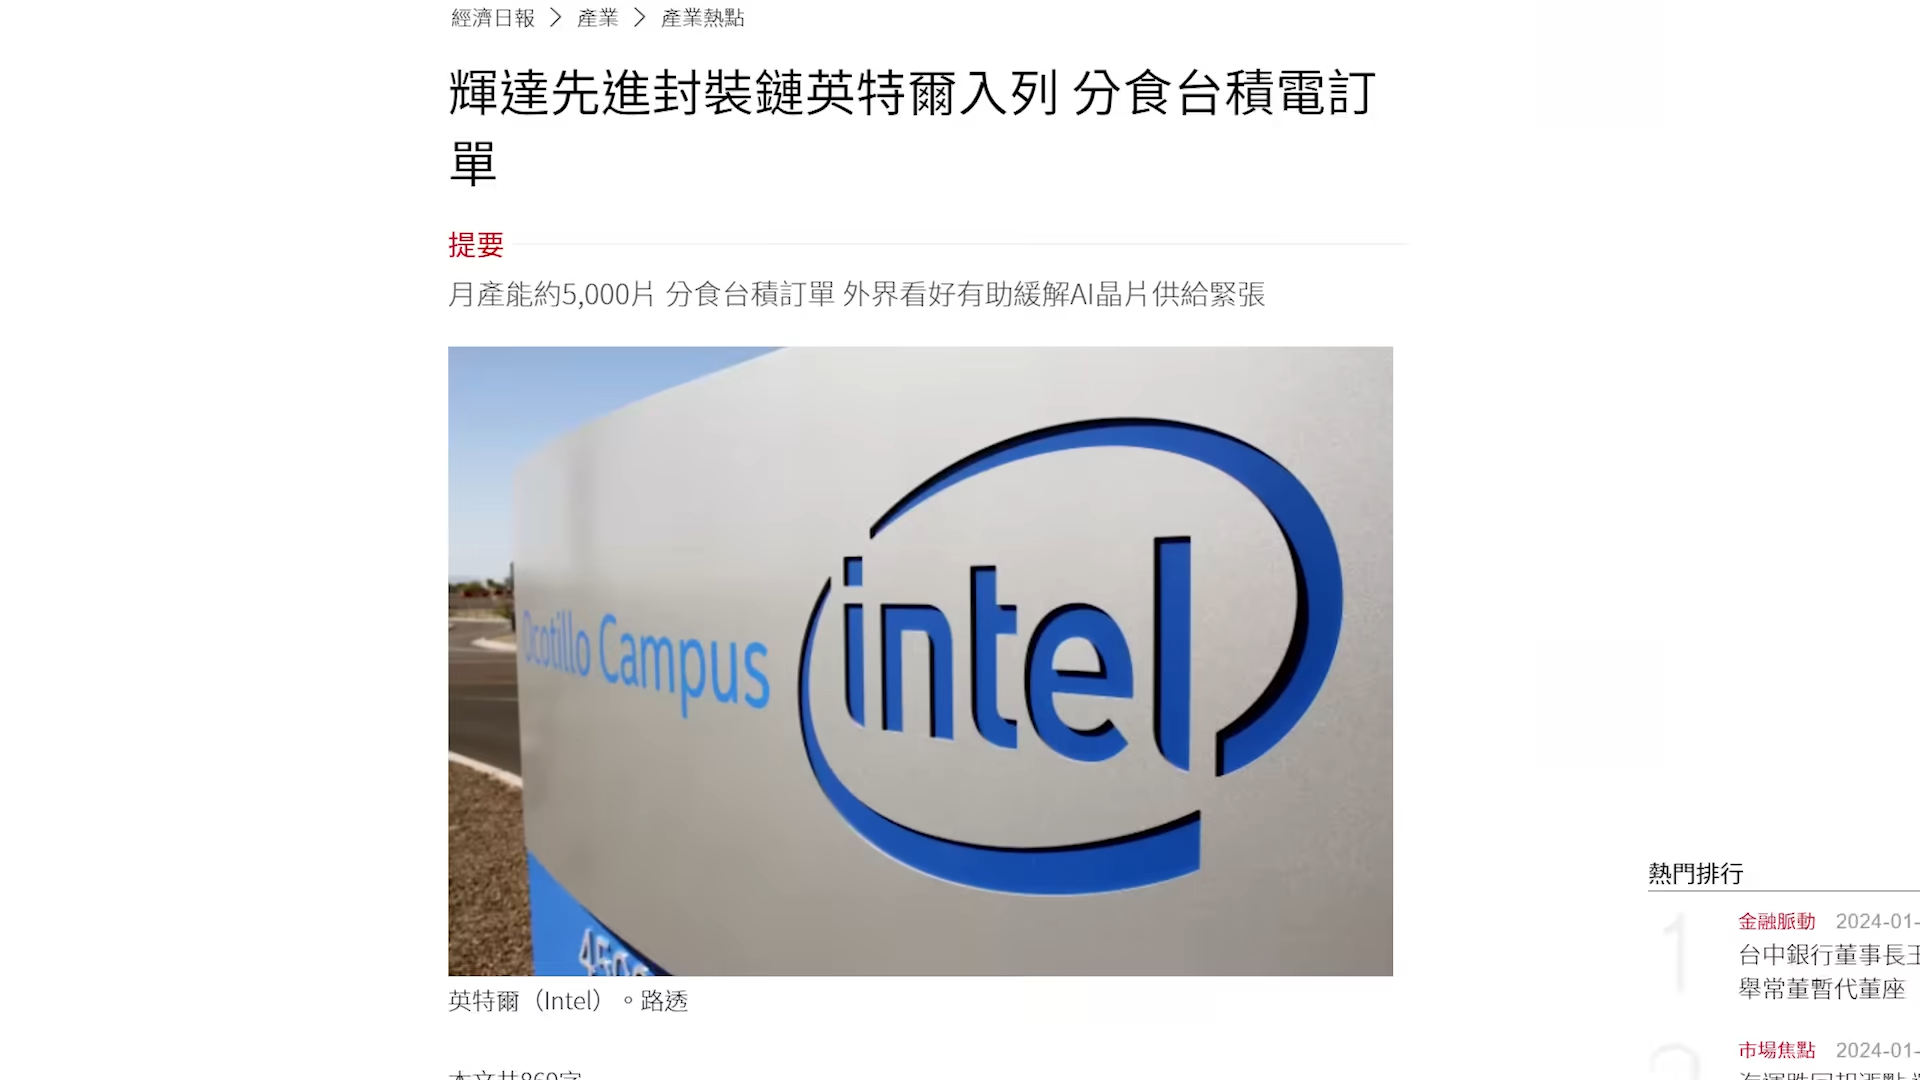 經濟日報 > 產業 > 產業熱點
輝達先進封裝鏈英特爾入列 分食台積電訂
單
提要
月產能約5,000片 分食台積訂單 外界看好有助緩解AI晶片供給緊張
Ocotillo Campus
intel
英特爾（Intel）。路透
熱門排行
1
金融脈動 2024-01-
台中銀行董事長王
舉常董暫代董座
市場焦點 2024-01-